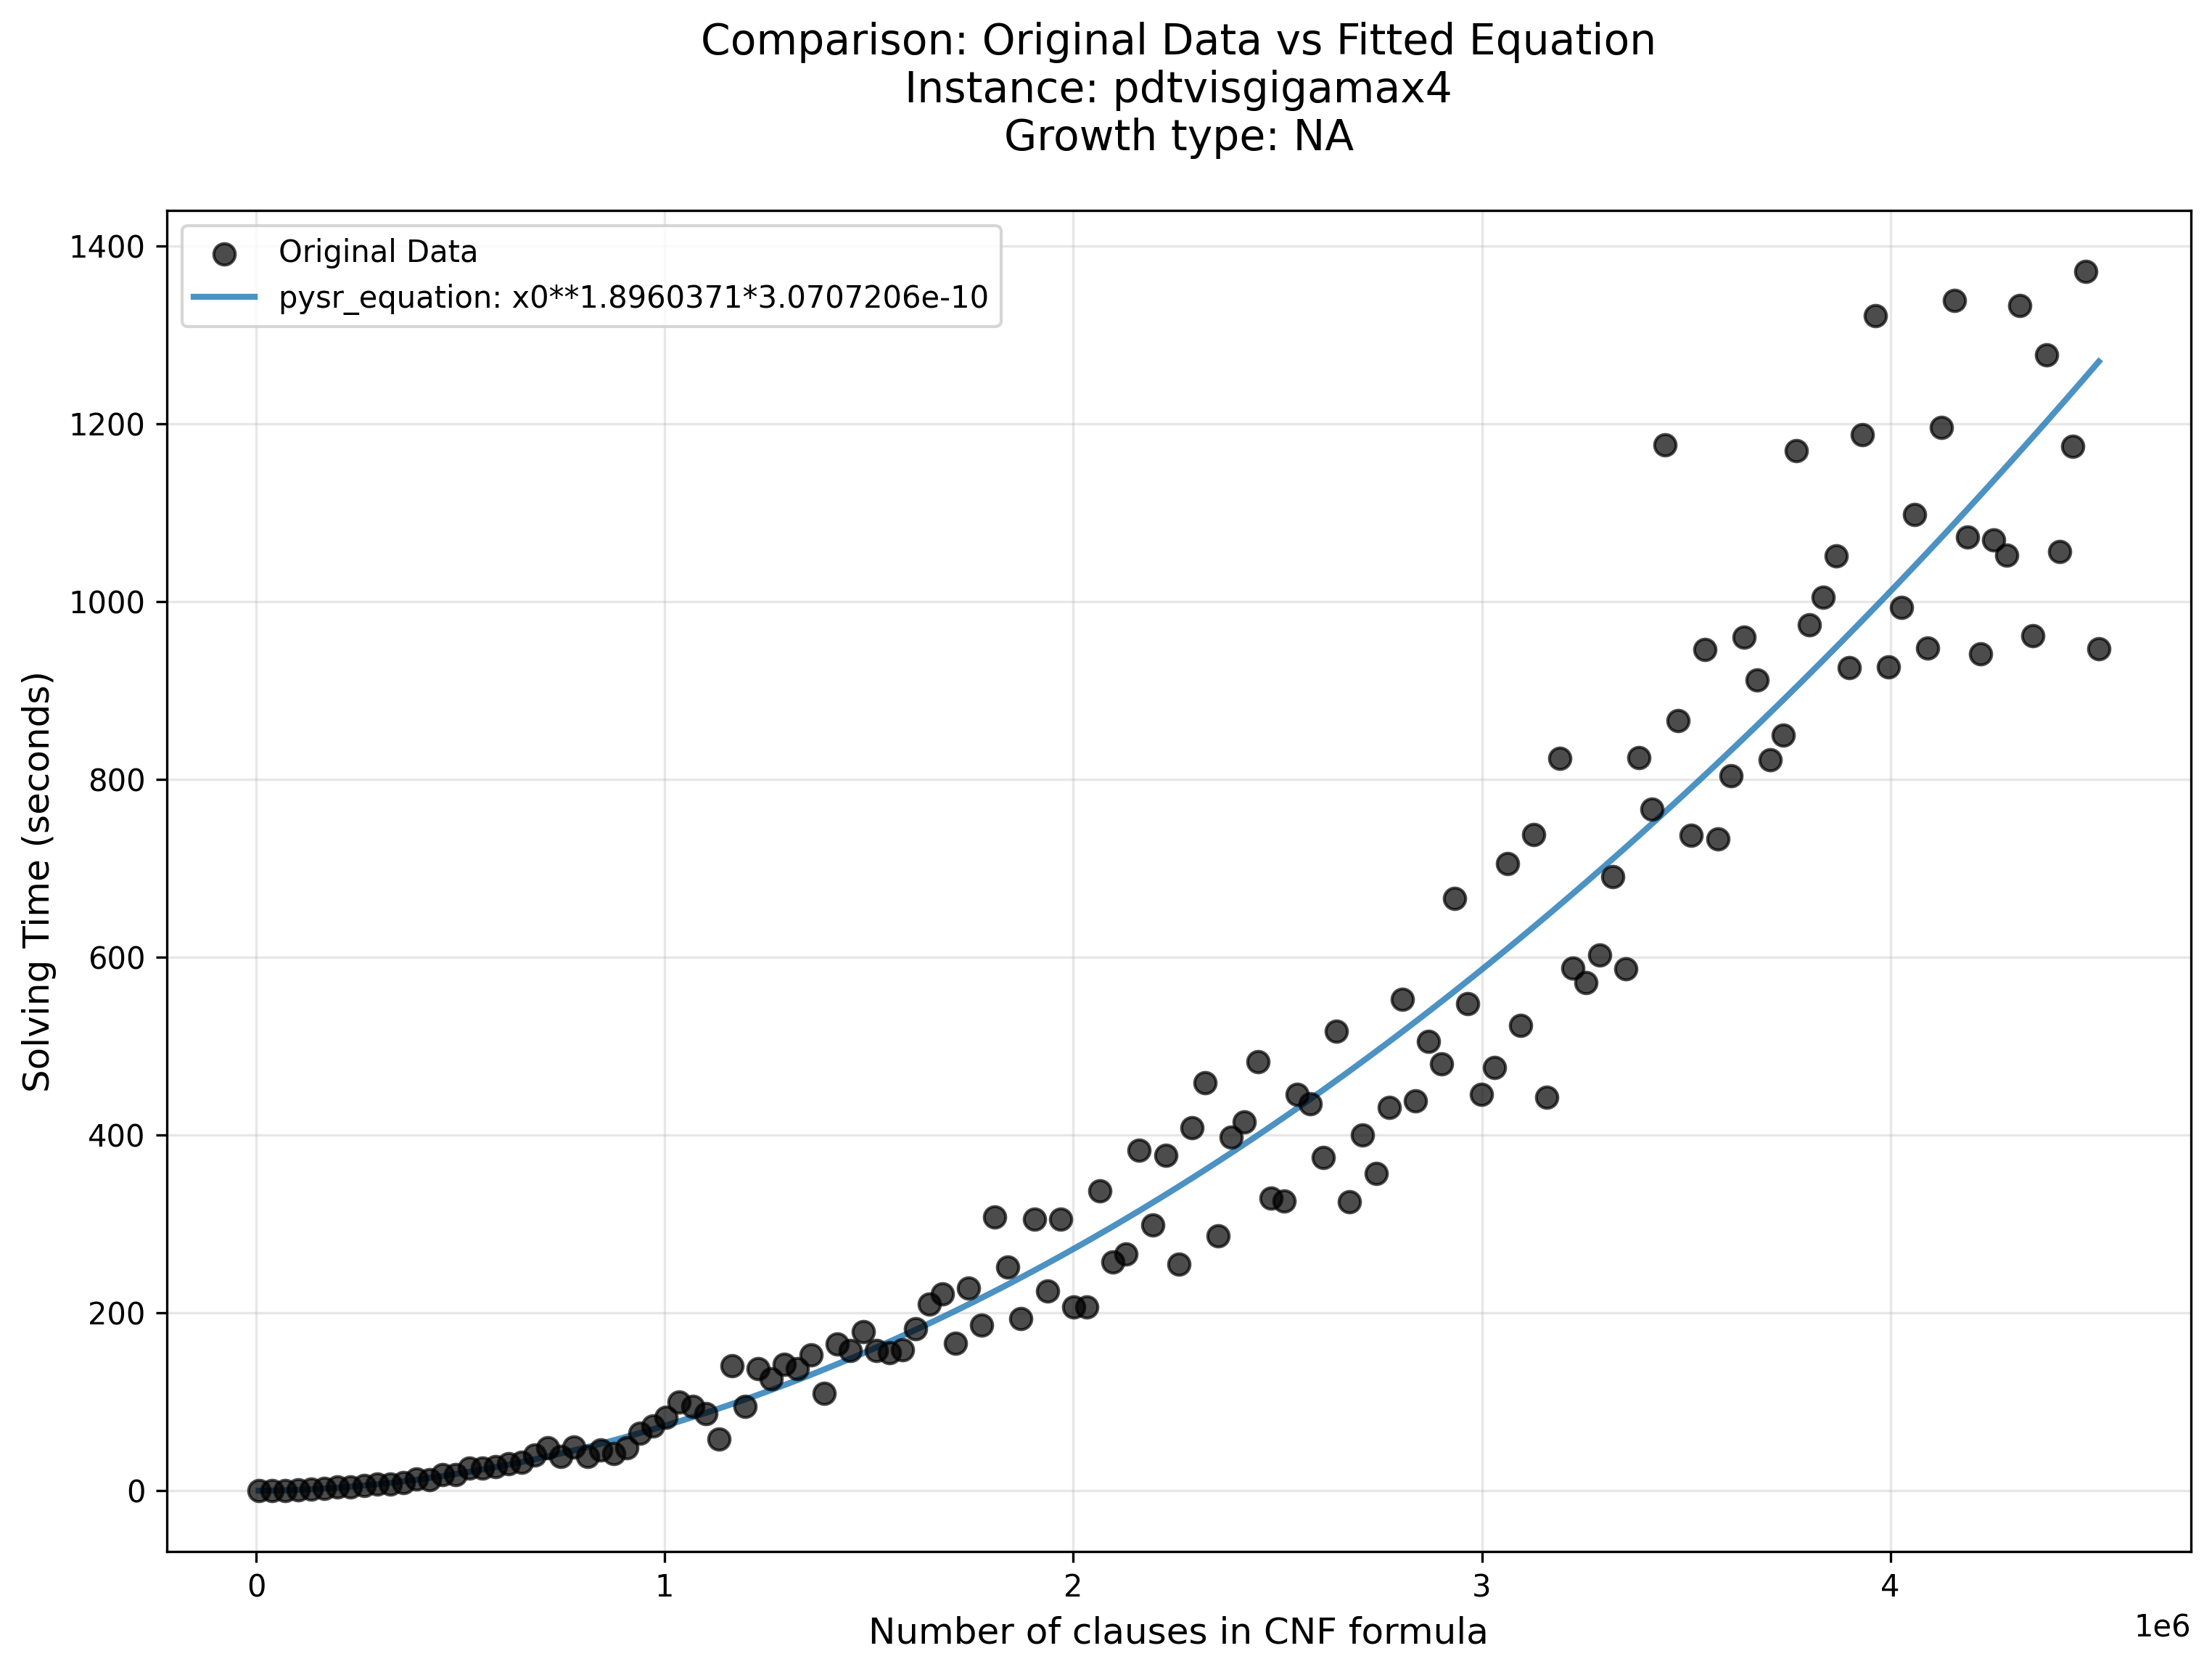 Comparison: Original Data vs Fitted Equation
Instance: pdtvisgigamax4
Growth type: NA
Original Data
pysr_equation: x0**1.8960371*3.0707206e-10
Solving Time (seconds)
1400
1200
1000
800
600
400
200
0
0 1 2 3 4
1e6
Number of clauses in CNF formula